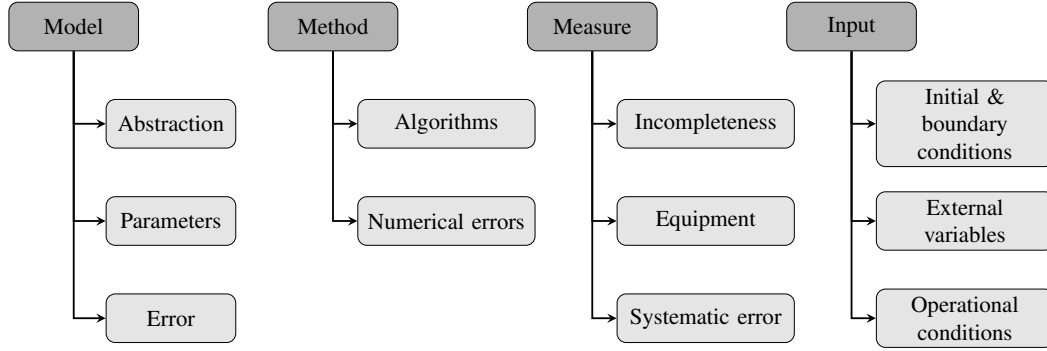 Model
Abstraction
Parameters
Error
Method
Algorithms
Numerical errors
Measure
Incompleteness
Equipment
Systematic error
Input
Initial &
boundary
conditions
External
variables
Operational
conditions